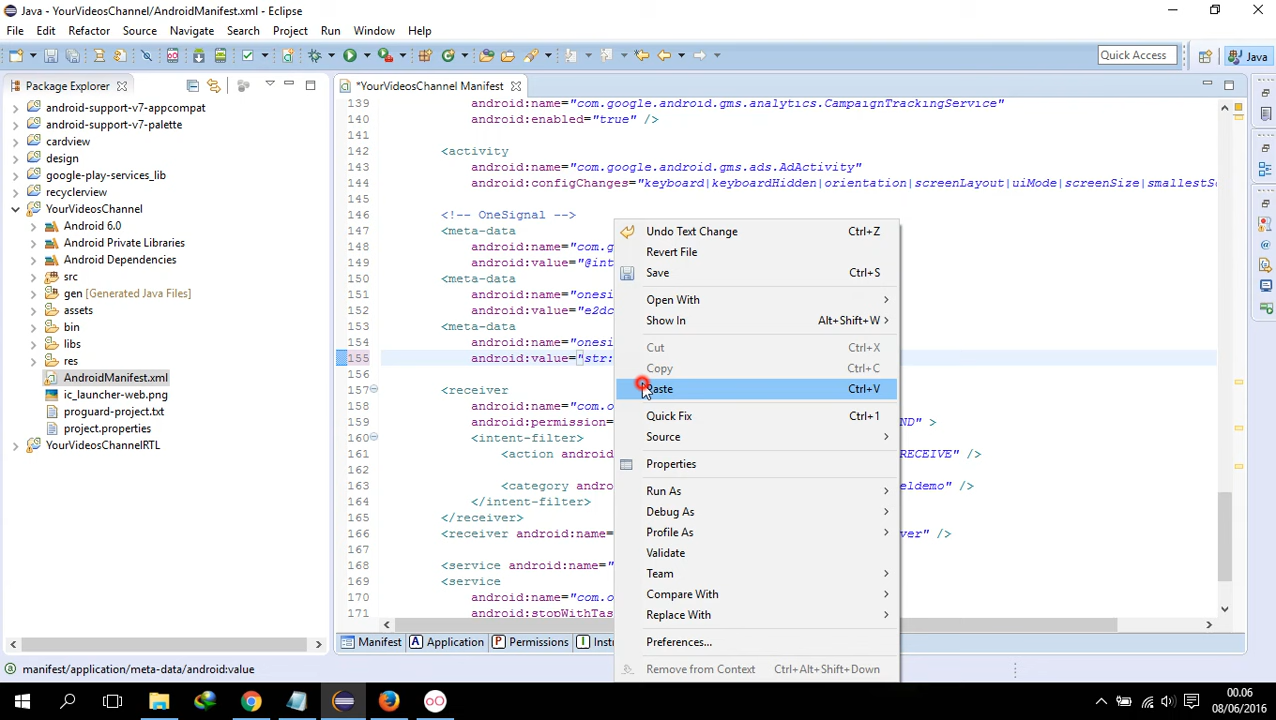 Java - YourVideosChannel/AndroidManifest.xml - Eclipse
File Edit Refactor Source Navigate Search Project Run Window Help
Quick Access
Java
Package Explorer
*YourVideosChannel Manifest
android-support-v7-appcompat
android-support-v7-palette
cardview
design
google-play-services_lib
recyclerview
YourVideosChannel
Android 6.0
Android Private Libraries
Android Dependencies
src
gen [Generated Java Files]
assets
bin
libs
res
AndroidManifest.xml
ic_launcher-web.png
proguard-project.txt
project.properties
YourVideosChannelRTL
139 android:name="com.google.android.gms.analytics.CampaignTrackingService"
140 android:enabled="true" />
141
142 <activity
143 android:name="com.google.android.gms.ads.AdActivity"
144 android:configChanges="keyboard|keyboardHidden|orientation|screenLayout|uiMode|screenSize|smallestSc
145
146 <!-- OneSignal -->
147 <meta-data
148 android:name="com.g
149 android:value="@int
150 <meta-data
151 android:name="onesi
152 android:value="e2dc
153 <meta-data
154 android:name="onesi
155 android:value="str:
156
157 <receiver
158 android:name="com.o
159 android:permission= ND" >
160 <intent-filter>
161 <action android RECEIVE" />
163 <category andro eldemo" />
164 </intent-filter>
165 </receiver>
166 <receiver android:name= ver" />
167
168 <service android:name="
169 <service
170 android:name="com.o
171 android:stopWithTas
Undo Text Change Ctrl+Z
Revert File
Save Ctrl+S
Open With
Show In Alt+Shift+W
Cut Ctrl+X
Copy Ctrl+C
Paste Ctrl+V
Quick Fix Ctrl+1
Source
Properties
Run As
Debug As
Profile As
Validate
Team
Compare With
Replace With
Preferences...
Remove from Context Ctrl+Alt+Shift+Down
Manifest Application Permissions Inst
manifest/application/meta-data/android:value
00.06
08/06/2016